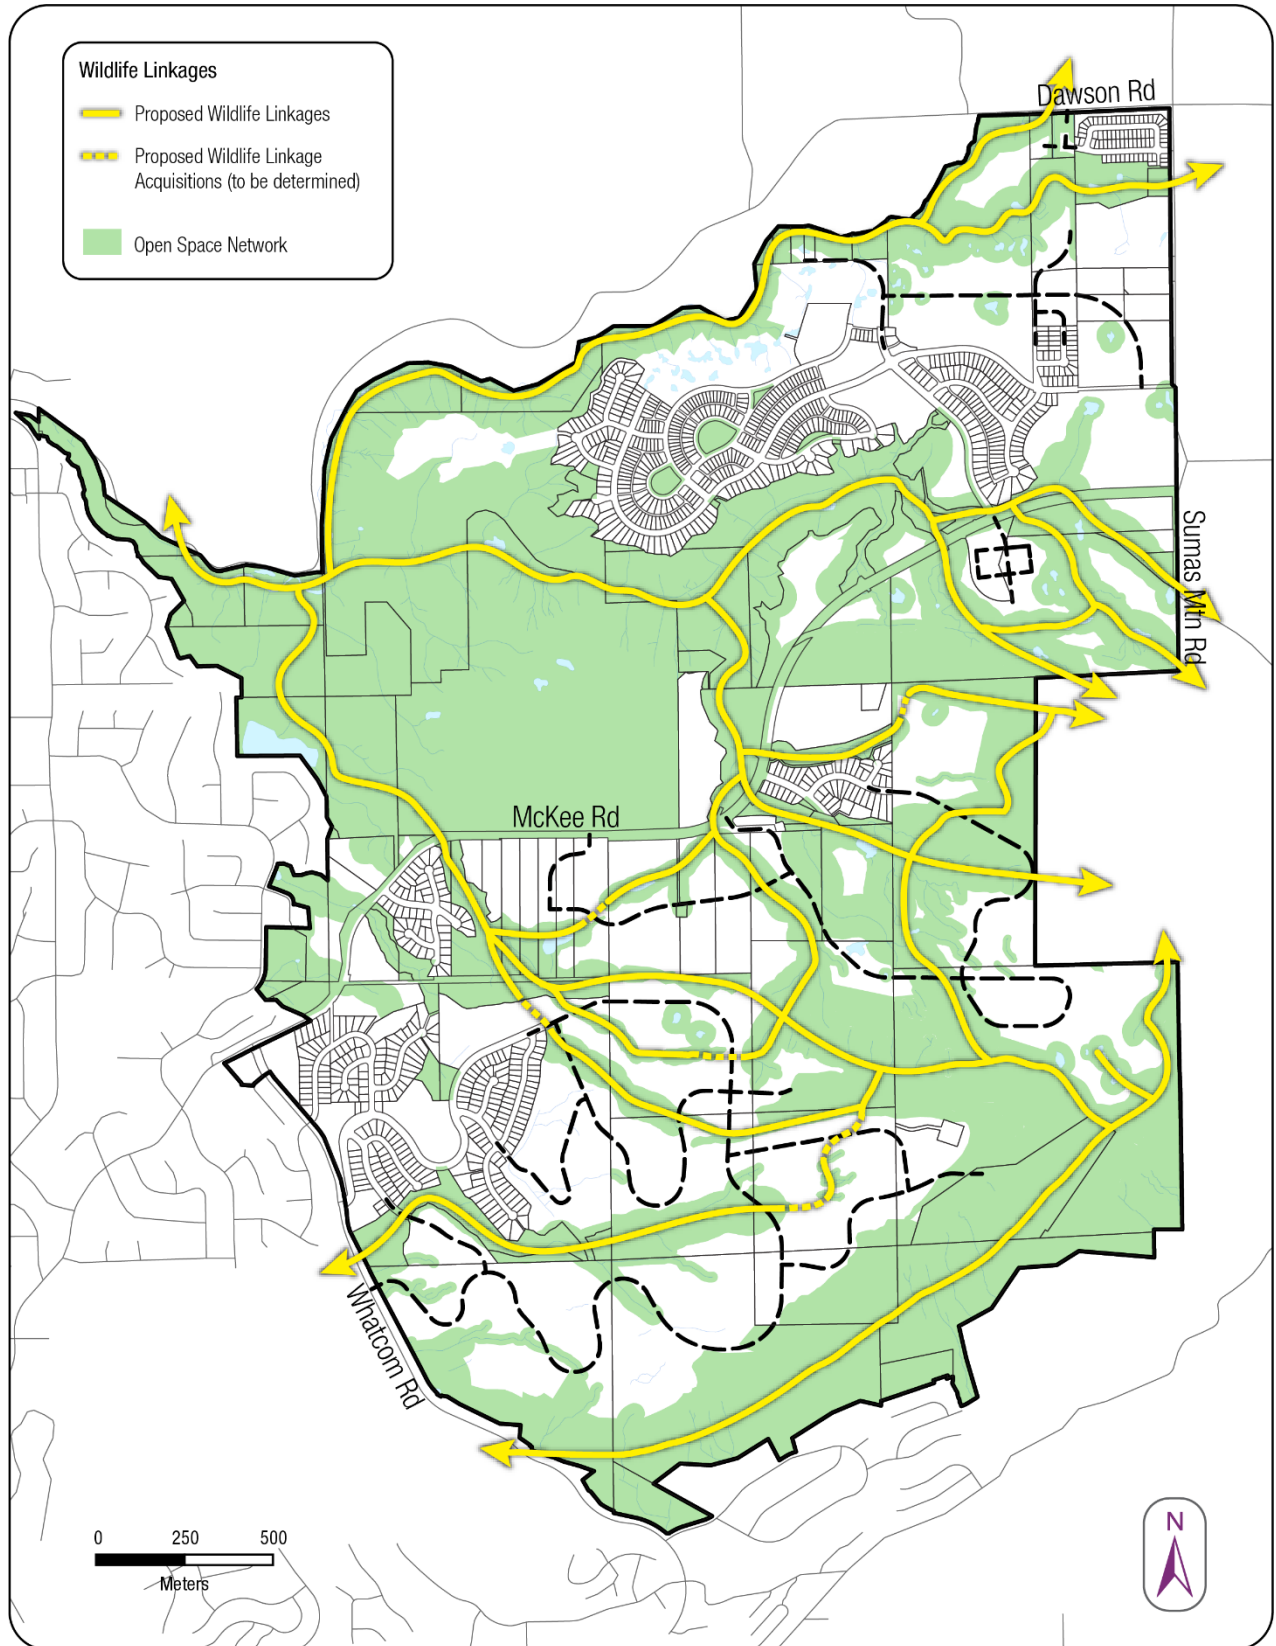 Wildlife Linkages
Proposed Wildlife Linkages
Proposed Wildlife Linkage
Acquisitions (to be determined)
Open Space Network
Dawson Rd
Sumas Mtn Rd
McKee Rd
Whatcom Rd
0 250 500
Meters
N